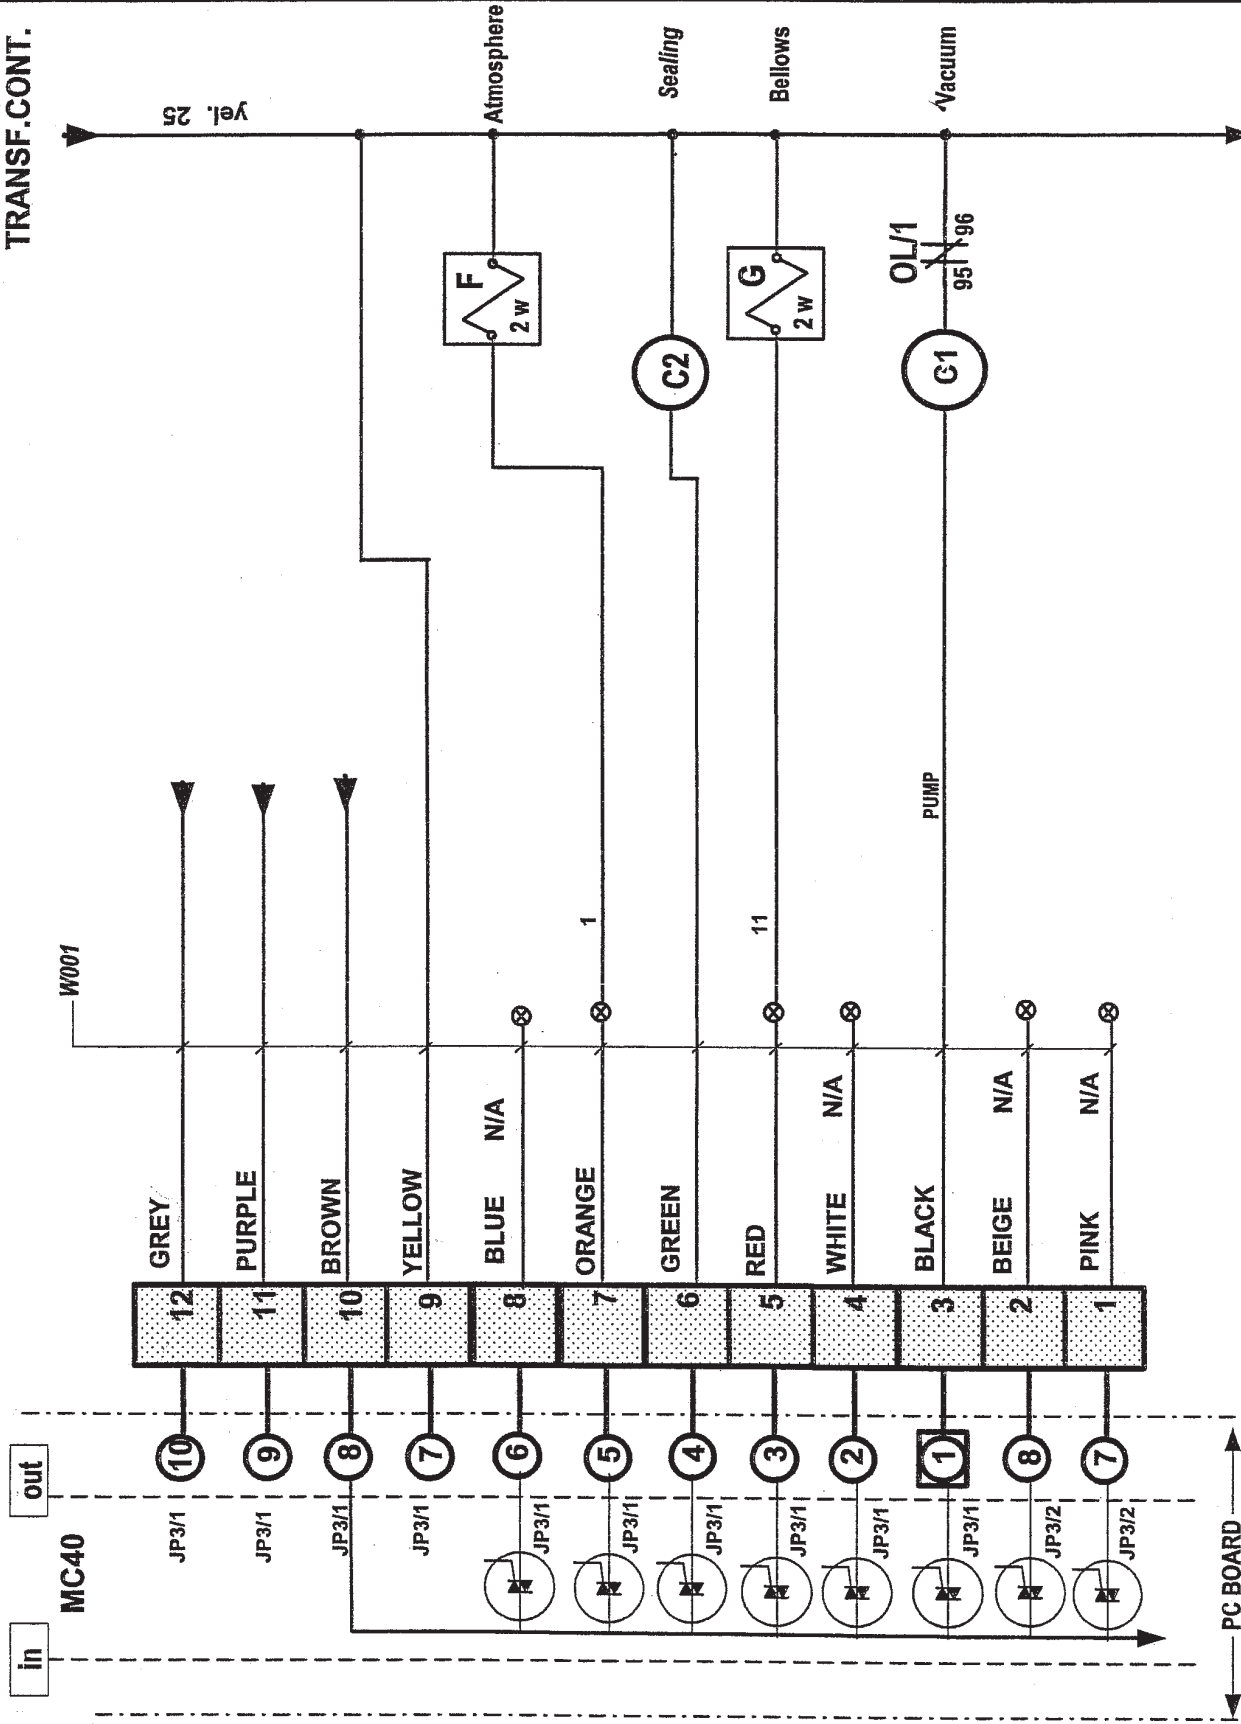 TRANSF.CONT.
yel. 25
Atmosphere
Sealing
Bellows
Vacuum
F
2 w
C2
G
2 w
OL/1
95 96
C1
W001
1
11
PUMP
GREY
PURPLE
BROWN
YELLOW
BLUE N/A
ORANGE
GREEN
RED
WHITE N/A
BLACK
BEIGE N/A
PINK N/A
12
11
10
9
8
7
6
5
4
3
2
1
out
10
9
8
7
6
5
4
3
2
1
8
7
MC40
JP3/1
JP3/1
JP3/1
JP3/1
JP3/1
JP3/1
JP3/1
JP3/1
JP3/1
JP3/1
JP3/2
JP3/2
in
PC BOARD